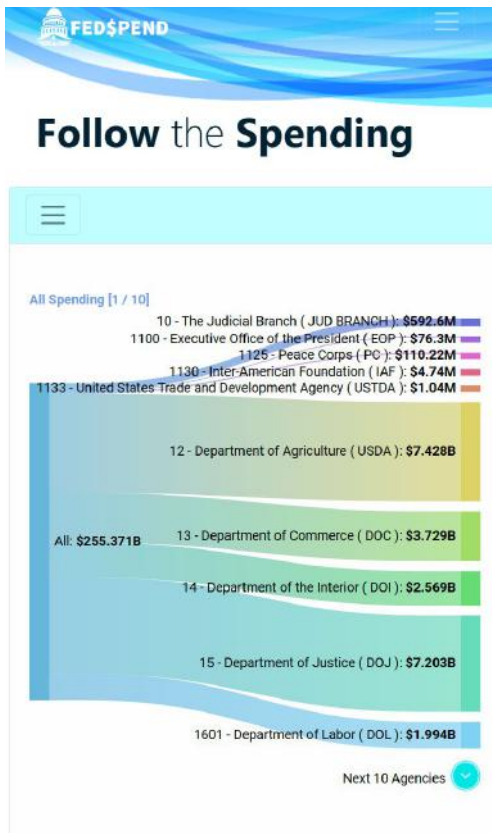 FED$PEND
Follow the Spending
All Spending [1 / 10]
10 - The Judicial Branch ( JUD BRANCH ): $592.6M
1100 - Executive Office of the President ( EOP ): $76.3M
1125 - Peace Corps ( PC ): $110.22M
1130 - Inter-American Foundation ( IAF ): $4.74M
1133 - United States Trade and Development Agency ( USTDA ): $1.04M
12 - Department of Agriculture ( USDA ): $7.428B
All: $255.371B
13 - Department of Commerce ( DOC ): $3.729B
14 - Department of the Interior ( DOI ): $2.569B
15 - Department of Justice ( DOJ ): $7.203B
1601 - Department of Labor ( DOL ): $1.994B
Next 10 Agencies